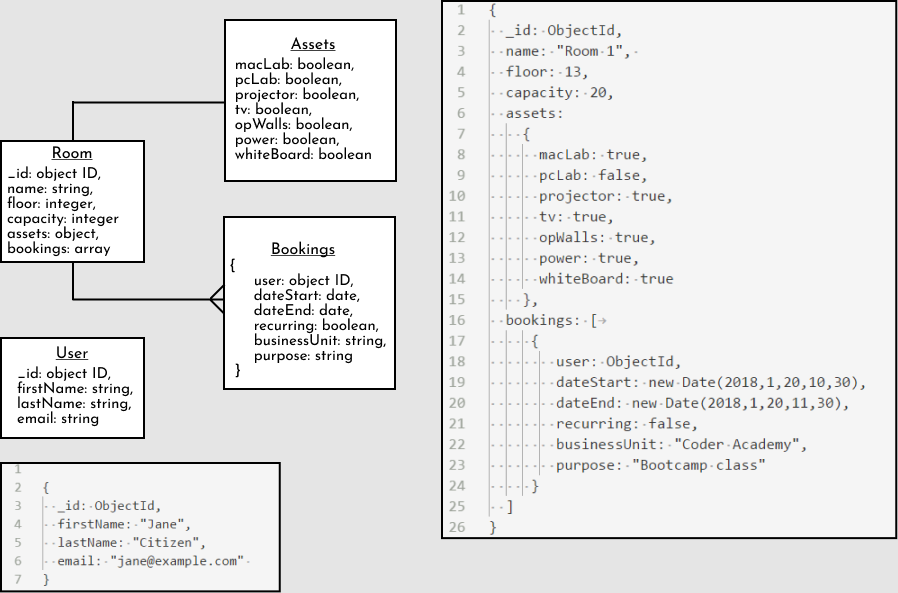 Assets
macLab: boolean,
pcLab: boolean,
projector: boolean,
tv: boolean,
opWalls: boolean,
power: boolean,
whiteBoard: boolean
Room
_id: object ID,
name: string,
floor: integer,
capacity: integer
assets: object,
bookings: array
Bookings
{
user: object ID,
dateStart: date,
dateEnd: date,
recurring: boolean,
businessUnit: string,
purpose: string
}
User
_id: object ID,
firstName: string,
lastName: string,
email: string
1
2 {
3 _id: ObjectId,
4 firstName: "Jane",
5 lastName: "Citizen",
6 email: "jane@example.com"
7 }
1 {
2 _id: ObjectId,
3 name: "Room 1",
4 floor: 13,
5 capacity: 20,
6 assets:
7 {
8 macLab: true,
9 pcLab: false,
10 projector: true,
11 tv: true,
12 opWalls: true,
13 power: true,
14 whiteBoard: true
15 },
16 bookings: [
17 {
18 user: ObjectId,
19 dateStart: new Date(2018,1,20,10,30),
20 dateEnd: new Date(2018,1,20,11,30),
21 recurring: false,
22 businessUnit: "Coder Academy",
23 purpose: "Bootcamp class"
24 }
25 ]
26 }